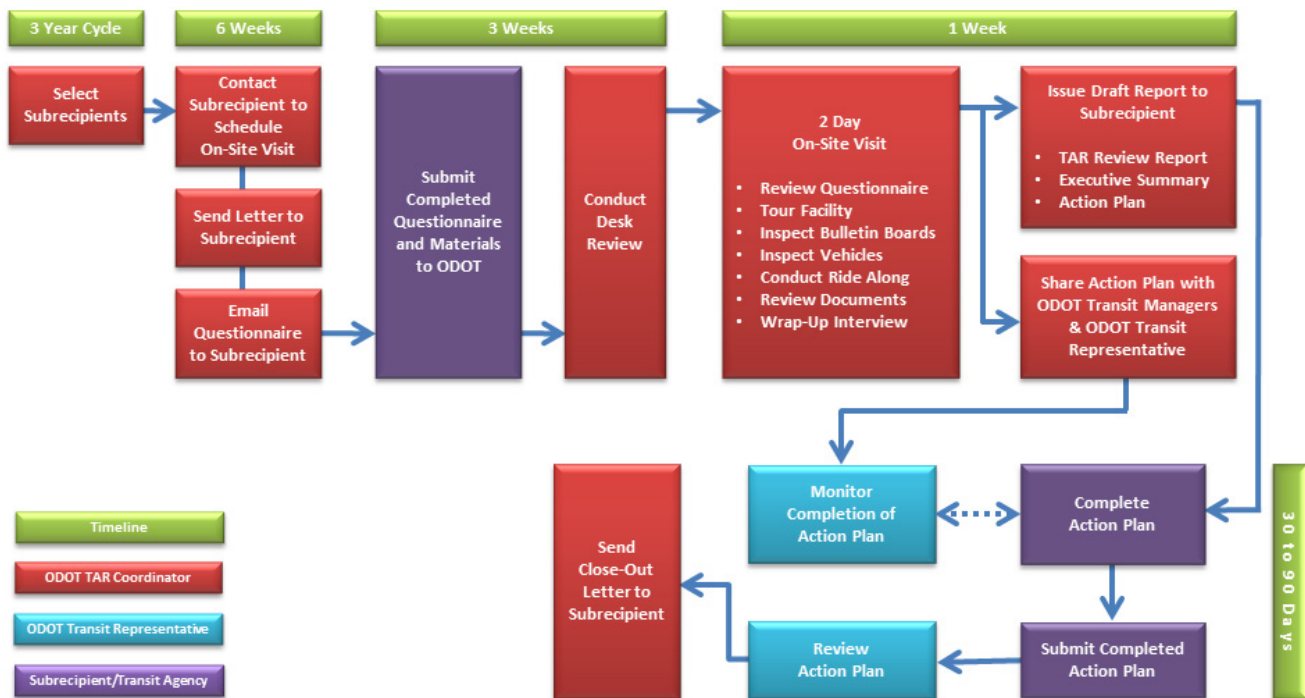 3 Year Cycle
6 Weeks
3 Weeks
1 Week
Select
Subrecipients
Contact
Subrecipient to
Schedule
On-Site Visit
Send Letter to
Subrecipient
Email
Questionnaire
to Subrecipient
Submit
Completed
Questionnaire
and Materials
to ODOT
Conduct
Desk
Review
2 Day
On-Site Visit
• Review Questionnaire
• Tour Facility
• Inspect Bulletin Boards
• Inspect Vehicles
• Conduct Ride Along
• Review Documents
• Wrap-Up Interview
Issue Draft Report to
Subrecipient
• TAR Review Report
• Executive Summary
• Action Plan
Share Action Plan with
ODOT Transit Managers
& ODOT Transit
Representative
Monitor
Completion of
Action Plan
Complete
Action Plan
30 to 90 Days
Send
Close-Out
Letter to
Subrecipient
Review
Action Plan
Submit Completed
Action Plan
Timeline
ODOT TAR Coordinator
ODOT Transit Representative
Subrecipient/Transit Agency